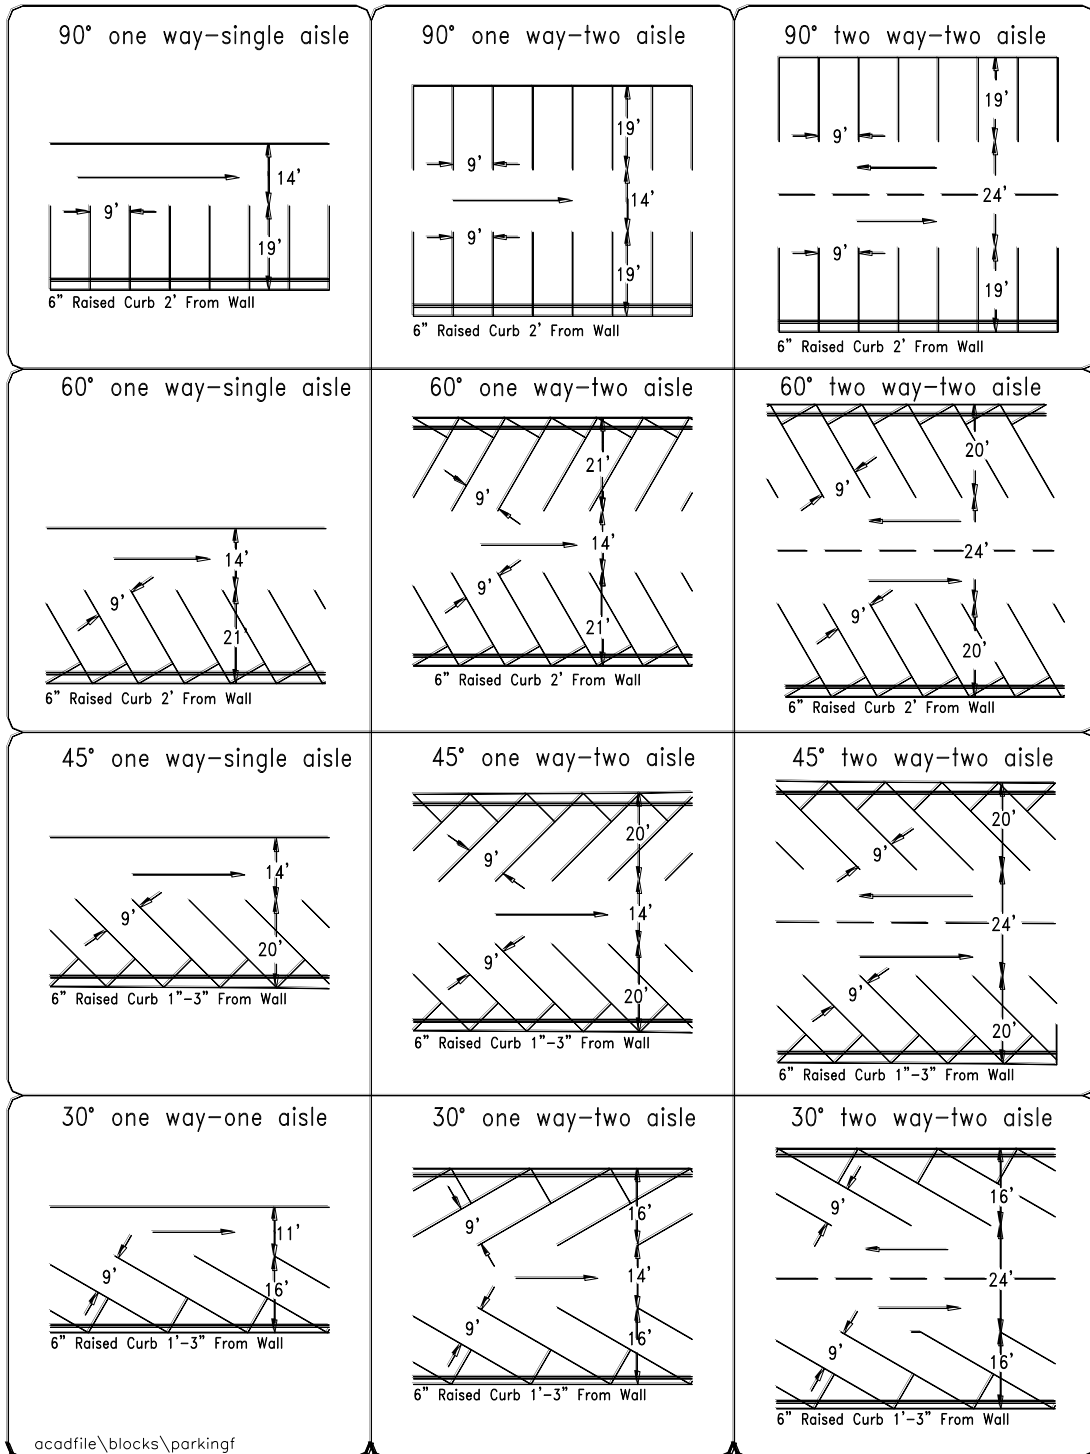 90° one way-single aisle
14'
9'
19'
6" Raised Curb 2' From Wall
90° one way-two aisle
19'
9'
14'
9'
19'
6" Raised Curb 2' From Wall
90° two way-two aisle
19'
9'
24'
9'
19'
6" Raised Curb 2' From Wall
60° one way-single aisle
14'
9'
21'
6" Raised Curb 2' From Wall
60° one way-two aisle
21'
9'
14'
9'
21'
6" Raised Curb 2' From Wall
60° two way-two aisle
20'
9'
24'
9'
20'
6" Raised Curb 2' From Wall
45° one way-single aisle
14'
9'
20'
6" Raised Curb 1"-3" From Wall
45° one way-two aisle
20'
9'
14'
9'
20'
6" Raised Curb 1"-3" From Wall
45° two way-two aisle
20'
9'
24'
9'
20'
6" Raised Curb 1"-3" From Wall
30° one way-one aisle
11'
9'
16'
6" Raised Curb 1'-3" From Wall
30° one way-two aisle
16'
9'
14'
9'
16'
6" Raised Curb 1'-3" From Wall
30° two way-two aisle
16'
9'
24'
9'
16'
6" Raised Curb 1'-3" From Wall
acadfile\blocks\parkingf